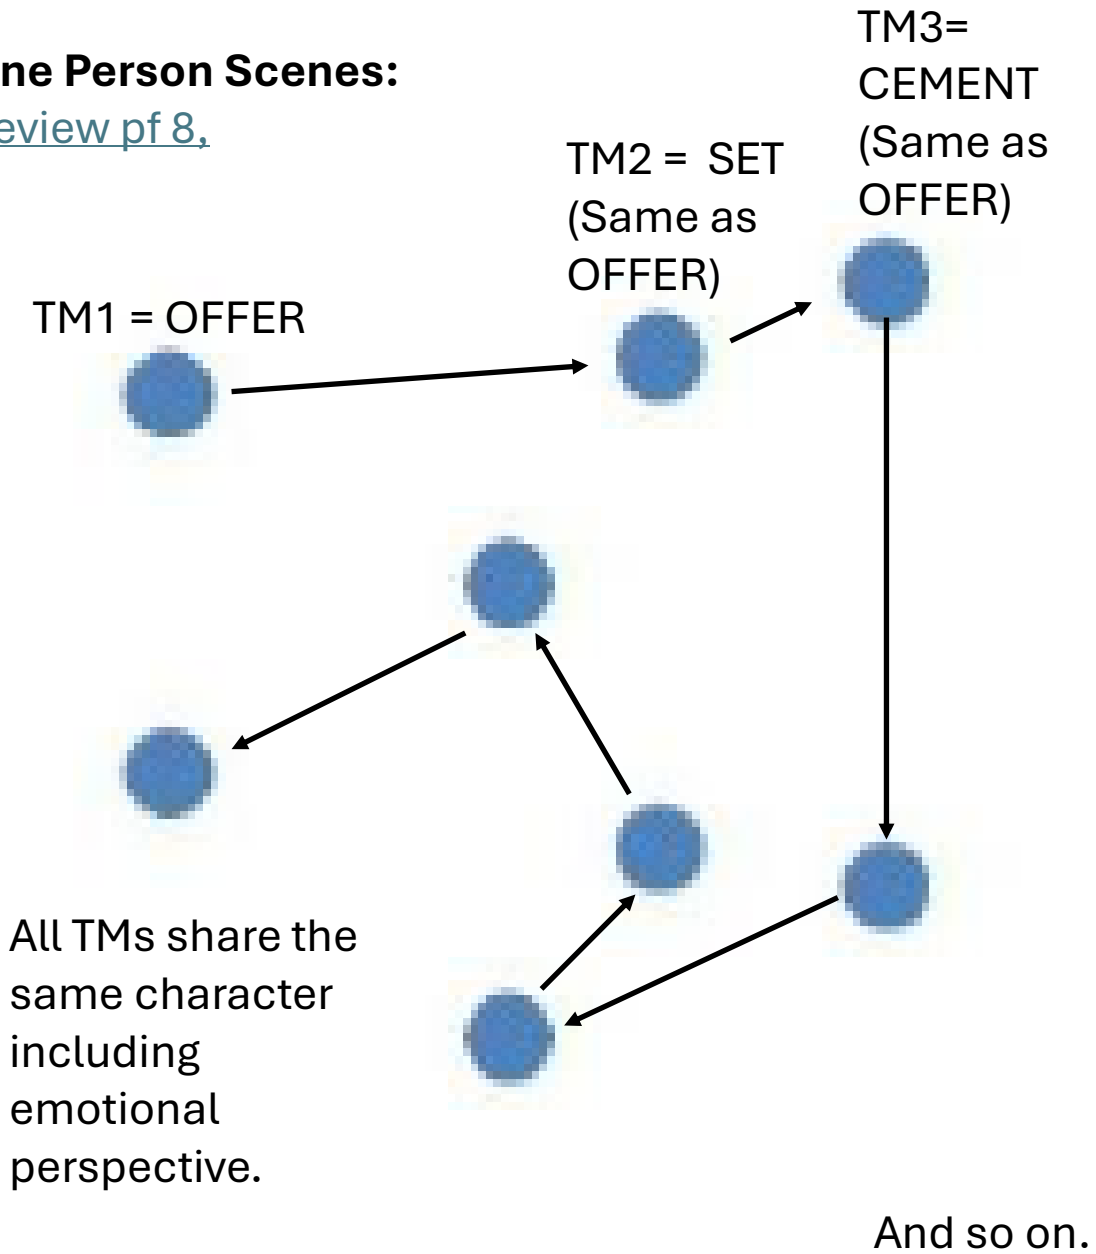 ne Person Scenes:
eview pf 8,
TM1 = OFFER
TM2 = SET
(Same as
OFFER)
TM3=
CEMENT
(Same as
OFFER)
All TMs share the
same character
including
emotional
perspective.
And so on.